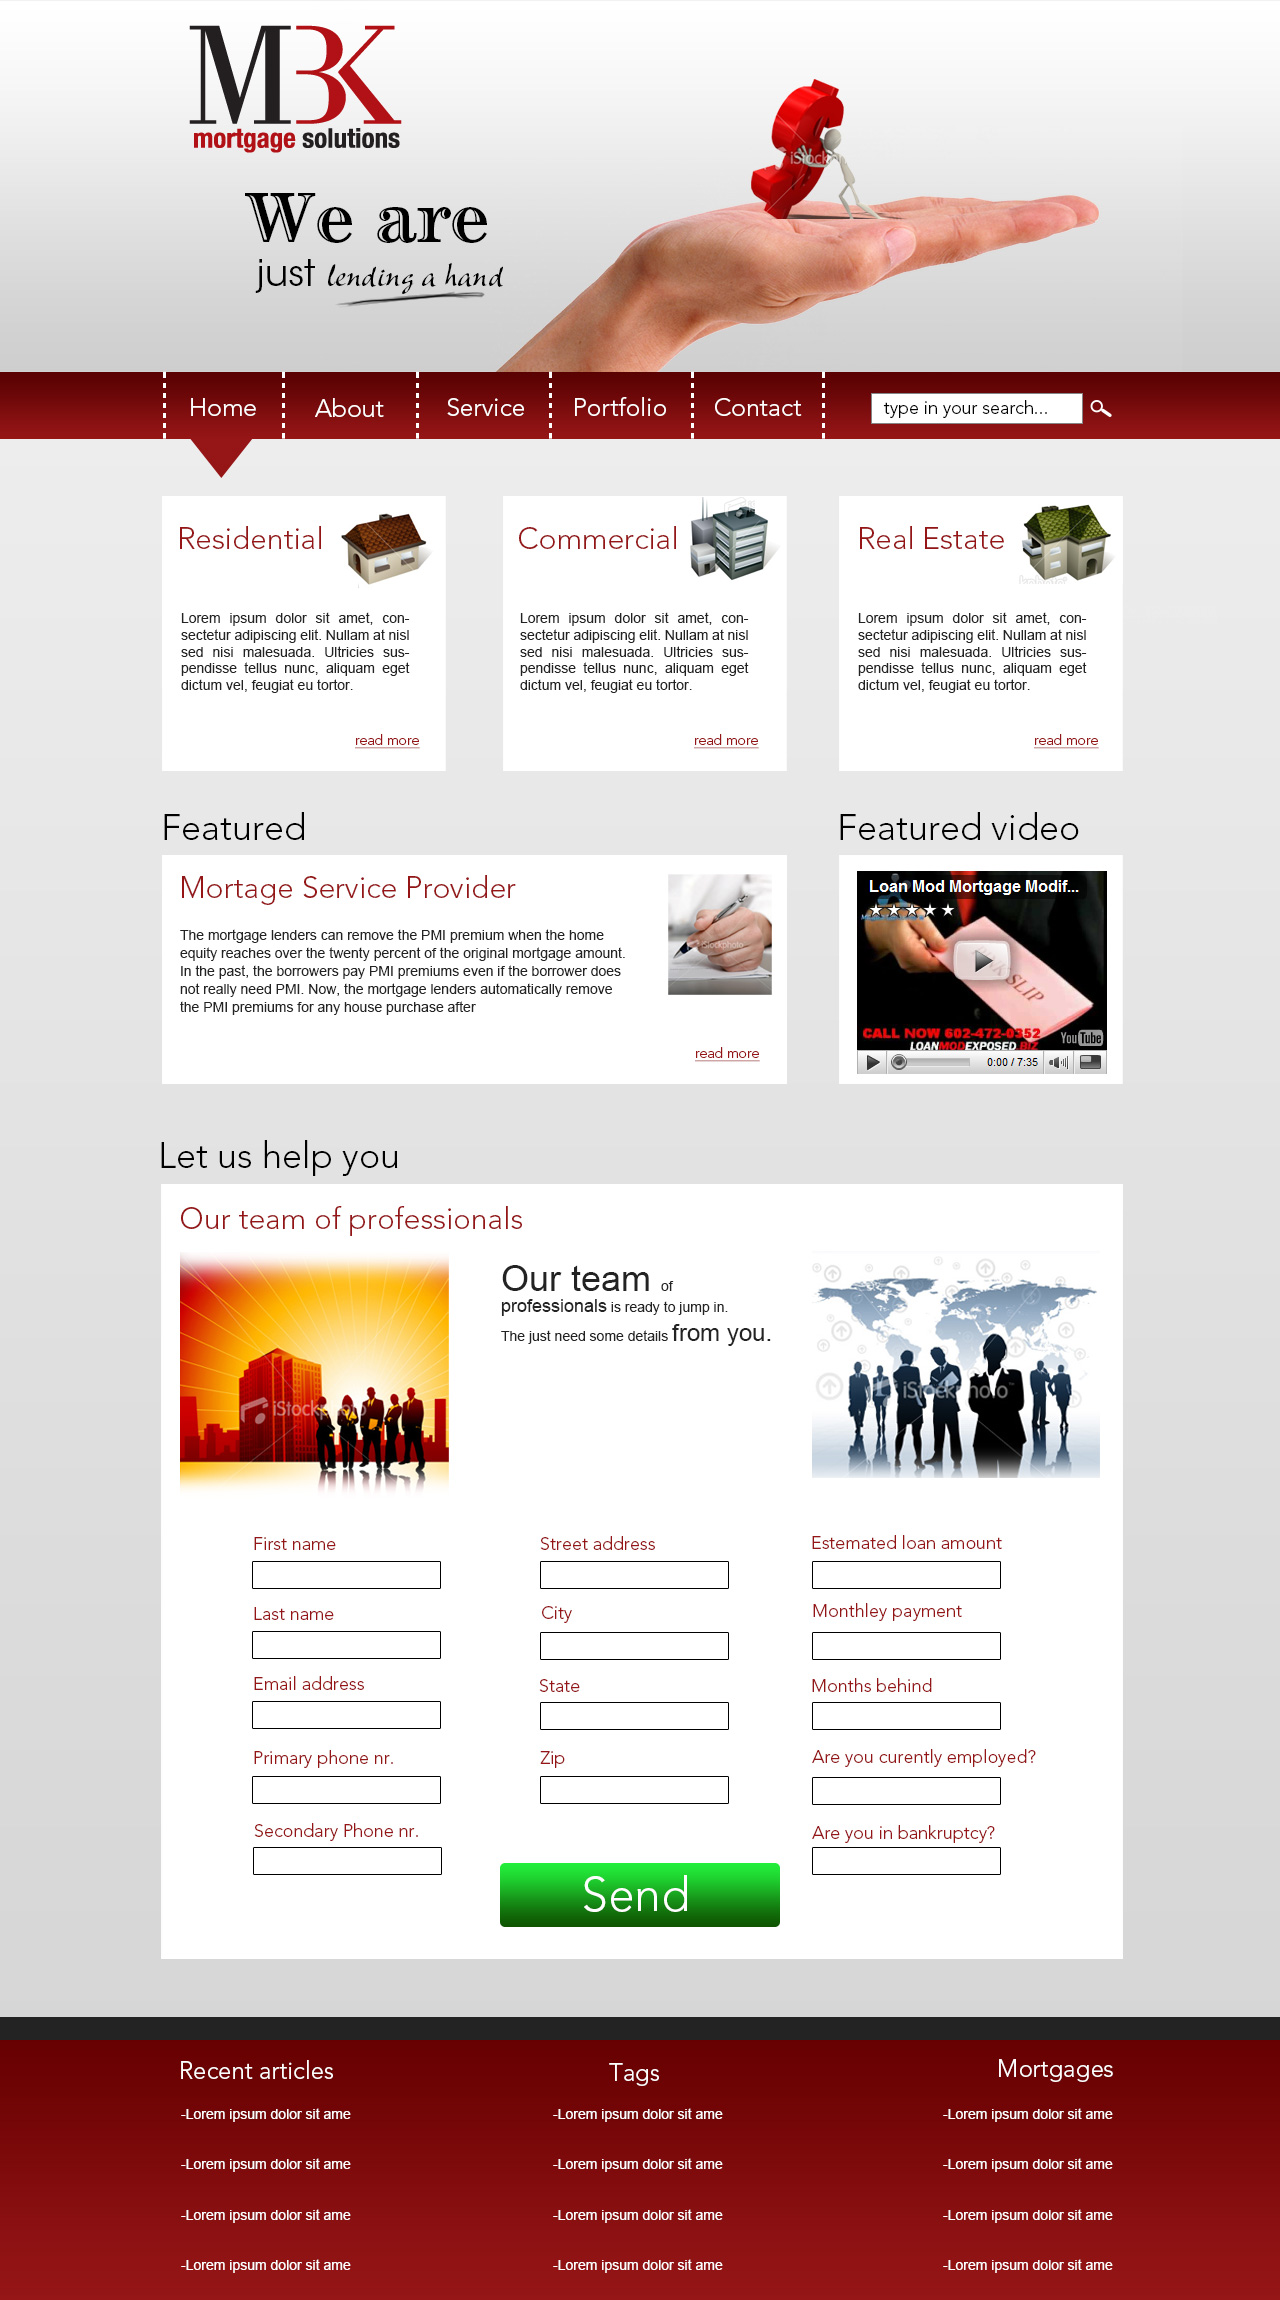 MBK
mortgage solutions
We are
just lending a hand
Home
About
Service
Portfolio
Contact
type in your search...
Residential
Lorem ipsum dolor sit amet, con-
sectetur adipiscing elit. Nullam at nisl
sed nisi malesuada. Ultricies sus-
pendisse tellus nunc, aliquam eget
dictum vel, feugiat eu tortor.
read more
Commercial
Lorem ipsum dolor sit amet, con-
sectetur adipiscing elit. Nullam at nisl
sed nisi malesuada. Ultricies sus-
pendisse tellus nunc, aliquam eget
dictum vel, feugiat eu tortor.
read more
Real Estate
Lorem ipsum dolor sit amet, con-
sectetur adipiscing elit. Nullam at nisl
sed nisi malesuada. Ultricies sus-
pendisse tellus nunc, aliquam eget
dictum vel, feugiat eu tortor.
read more
Featured
Mortage Service Provider
The mortgage lenders can remove the PMI premium when the home
equity reaches over the twenty percent of the original mortgage amount.
In the past, the borrowers pay PMI premiums even if the borrower does
not really need PMI. Now, the mortgage lenders automatically remove
the PMI premiums for any house purchase after
iStockphoto
read more
Featured video
Loan Mod Mortgage Modif...
SLIP
CALL NOW 602-472-0352
YouTube
LOANMODEXPOSED.BIZ
0:00 / 7:35
Let us help you
Our team of professionals
iStockphoto
Our team of
professionals is ready to jump in.
The just need some details from you.
iStockphoto
First name
Last name
Email address
Primary phone nr.
Secondary Phone nr.
Street address
City
State
Zip
Estemated loan amount
Monthley payment
Months behind
Are you curently employed?
Are you in bankruptcy?
Send
Recent articles
-Lorem ipsum dolor sit ame
-Lorem ipsum dolor sit ame
-Lorem ipsum dolor sit ame
-Lorem ipsum dolor sit ame
Tags
-Lorem ipsum dolor sit ame
-Lorem ipsum dolor sit ame
-Lorem ipsum dolor sit ame
-Lorem ipsum dolor sit ame
Mortgages
-Lorem ipsum dolor sit ame
-Lorem ipsum dolor sit ame
-Lorem ipsum dolor sit ame
-Lorem ipsum dolor sit ame